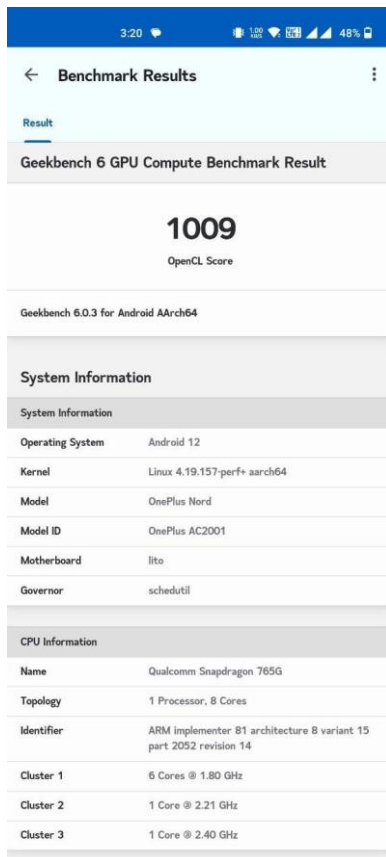 3:20 1.00 KB/S 48%
Benchmark Results
Result
Geekbench 6 GPU Compute Benchmark Result
1009
OpenCL Score
Geekbench 6.0.3 for Android AArch64
System Information
System Information
Operating System Android 12
Kernel Linux 4.19.157-perf+ aarch64
Model OnePlus Nord
Model ID OnePlus AC2001
Motherboard lito
Governor schedutil
CPU Information
Name Qualcomm Snapdragon 765G
Topology 1 Processor, 8 Cores
Identifier ARM implementer 81 architecture 8 variant 15
part 2052 revision 14
Cluster 1 6 Cores @ 1.80 GHz
Cluster 2 1 Core @ 2.21 GHz
Cluster 3 1 Core @ 2.40 GHz